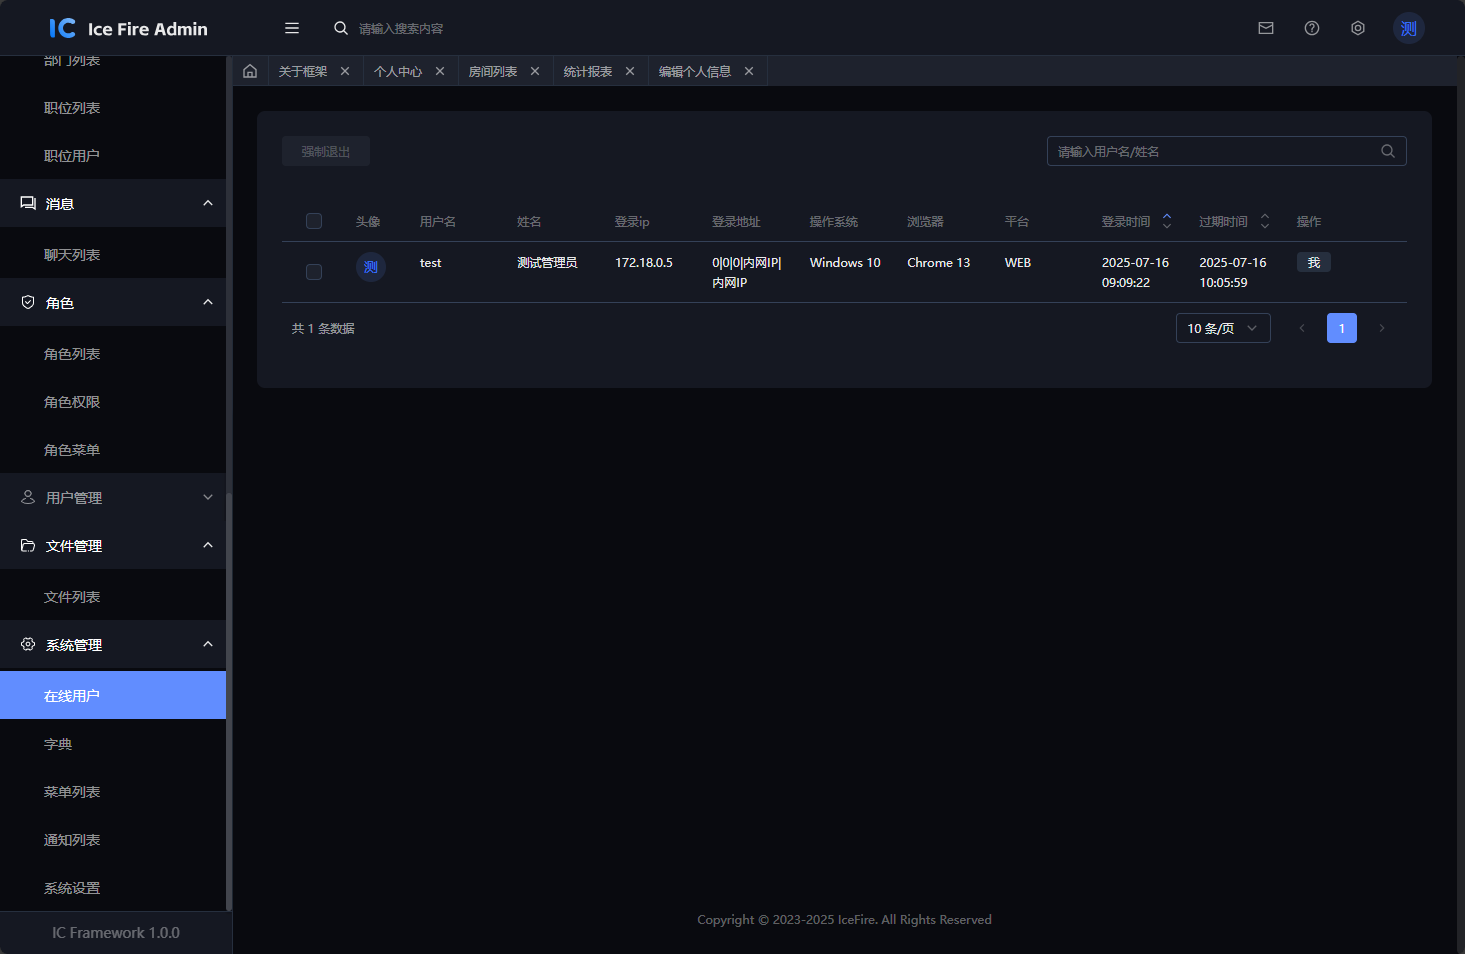 IC Ice Fire Admin
请输入搜索内容
测
部门列表
职位列表
职位用户
消息
聊天列表
角色
角色列表
角色权限
角色菜单
用户管理
文件管理
文件列表
系统管理
在线用户
字典
菜单列表
通知列表
系统设置
IC Framework 1.0.0
关于框架
个人中心
房间列表
统计报表
编辑个人信息
强制退出
请输入用户名/姓名
头像 用户名 姓名 登录ip 登录地址 操作系统 浏览器 平台 登录时间 过期时间 操作
测 test 测试管理员 172.18.0.5 0|0|0|内网IP| Windows 10 Chrome 13 WEB 2025-07-16 2025-07-16 我
内网IP 09:09:22 10:05:59
共 1 条数据
10 条/页
1
Copyright © 2023-2025 IceFire. All Rights Reserved